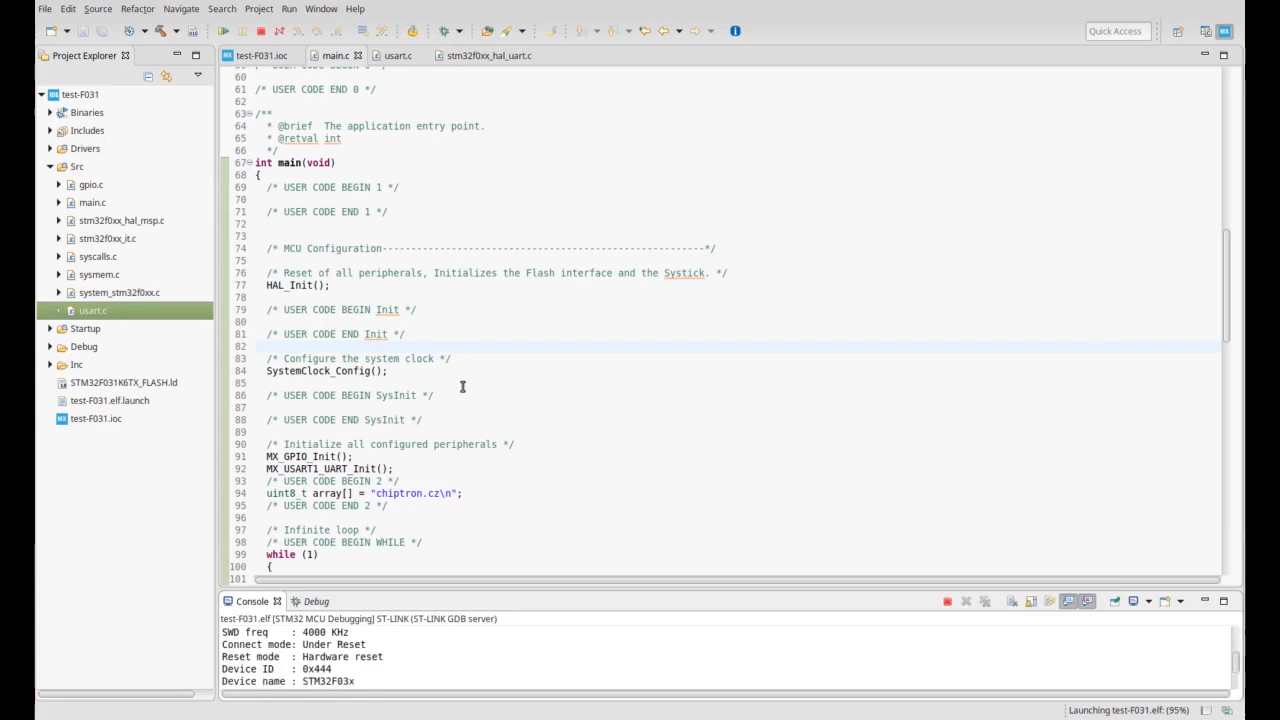 File Edit Source Refactor Navigate Search Project Run Window Help
Quick Access
Project Explorer
test-F031.ioc main.c usart.c stm32f0xx_hal_uart.c
test-F031
Binaries
Includes
Drivers
Src
gpio.c
main.c
stm32f0xx_hal_msp.c
stm32f0xx_it.c
syscalls.c
sysmem.c
system_stm32f0xx.c
usart.c
Startup
Debug
Inc
STM32F031K6TX_FLASH.ld
test-F031.elf.launch
test-F031.ioc
60
61 /* USER CODE END 0 */
62
63 /**
64 * @brief The application entry point.
65 * @retval int
66 */
67 int main(void)
68 {
69 /* USER CODE BEGIN 1 */
70
71 /* USER CODE END 1 */
72
73
74 /* MCU Configuration--------------------------------------------------------*/
75
76 /* Reset of all peripherals, Initializes the Flash interface and the Systick. */
77 HAL_Init();
78
79 /* USER CODE BEGIN Init */
80
81 /* USER CODE END Init */
82
83 /* Configure the system clock */
84 SystemClock_Config();
85
86 /* USER CODE BEGIN SysInit */
87
88 /* USER CODE END SysInit */
89
90 /* Initialize all configured peripherals */
91 MX_GPIO_Init();
92 MX_USART1_UART_Init();
93 /* USER CODE BEGIN 2 */
94 uint8_t array[] = "chiptron.cz\n";
95 /* USER CODE END 2 */
96
97 /* Infinite loop */
98 /* USER CODE BEGIN WHILE */
99 while (1)
100 {
101
Console Debug
test-F031.elf [STM32 MCU Debugging] ST-LINK (ST-LINK GDB server)
SWD freq : 4000 KHz
Connect mode: Under Reset
Reset mode : Hardware reset
Device ID : 0x444
Device name : STM32F03x
Launching test-F031.elf: (95%)